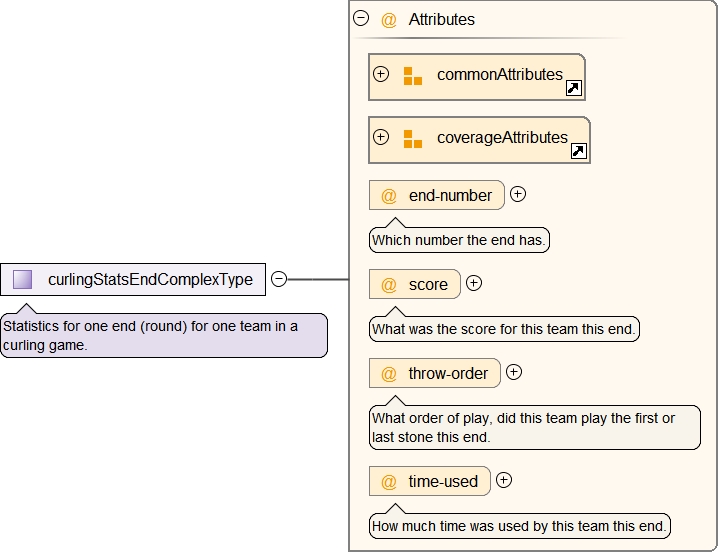 Attributes
commonAttributes
coverageAttributes
@ end-number
Which number the end has.
curlingStatsEndComplexType
Statistics for one end (round) for one team in a
curling game.
@ score
What was the score for this team this end.
@ throw-order
What order of play, did this team play the first or
last stone this end.
@ time-used
How much time was used by this team this end.